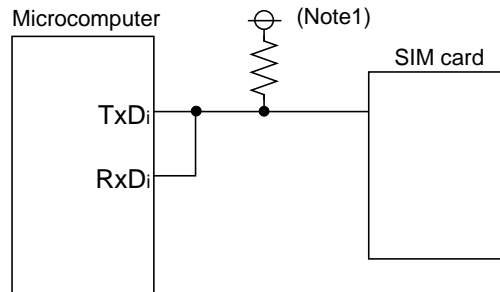 Microcomputer
(Note1)
SIM card
TxDi
RxDi